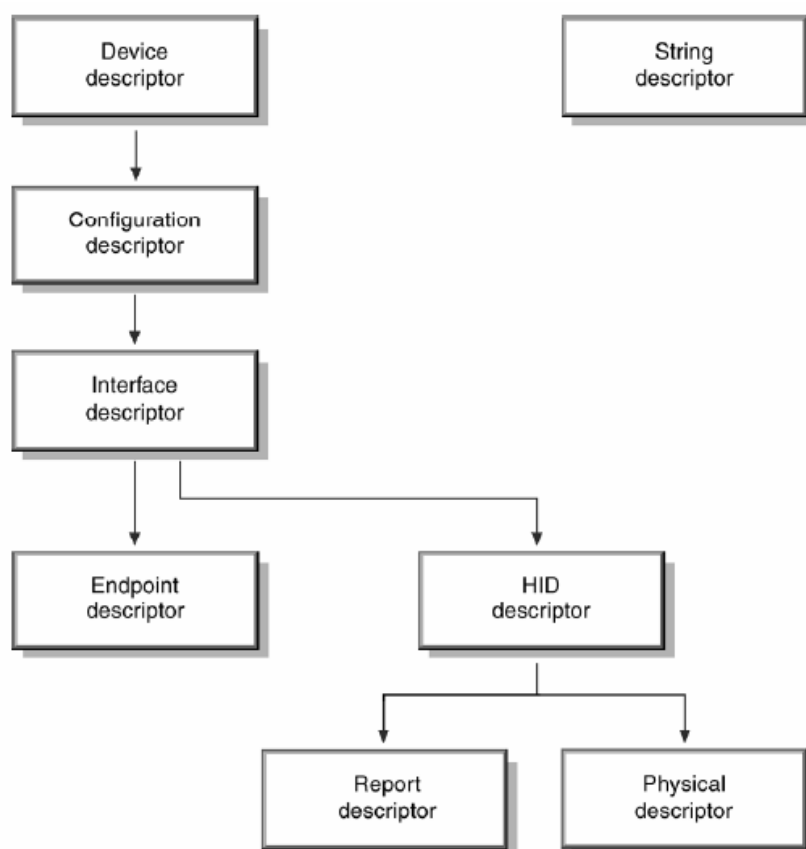 Device
descriptor
String
descriptor
Configuration
descriptor
Interface
descriptor
Endpoint
descriptor
HID
descriptor
Report
descriptor
Physical
descriptor